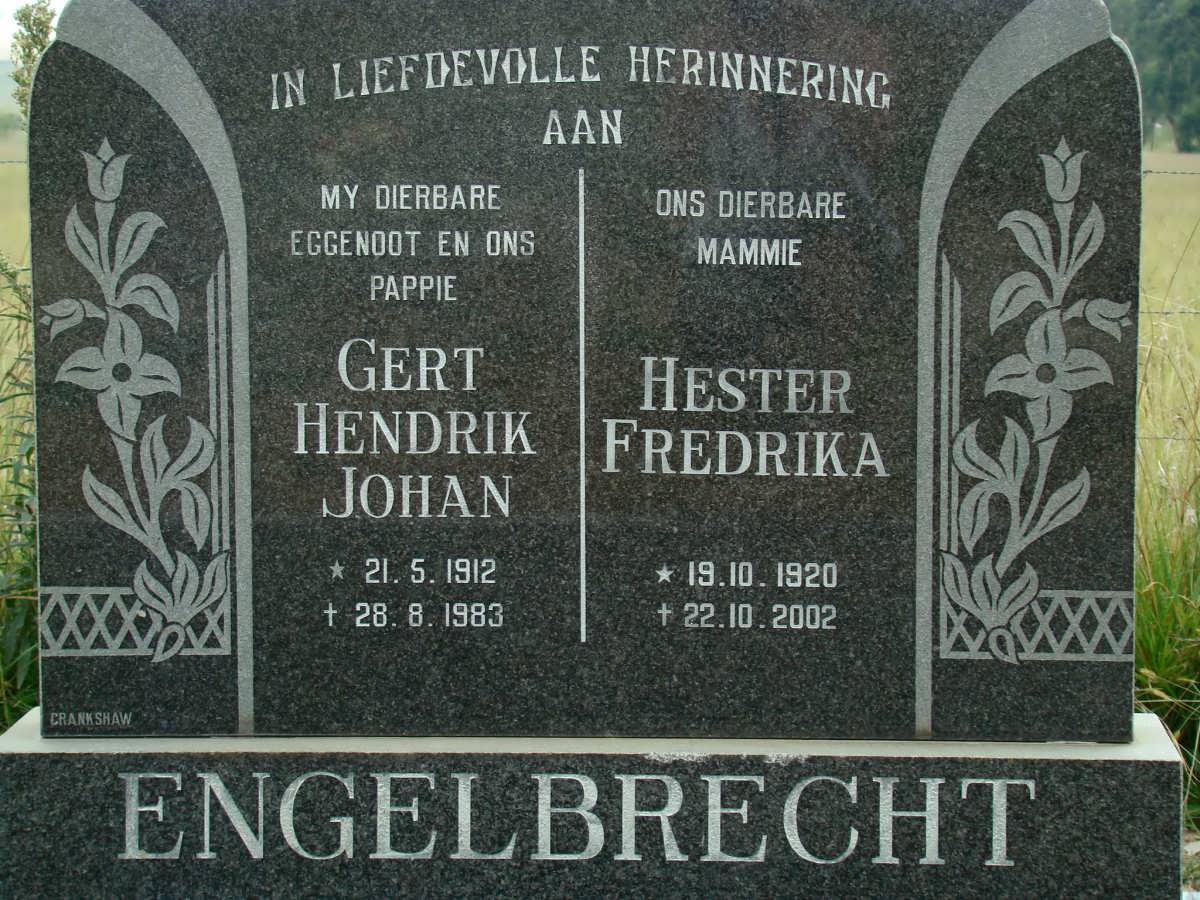 IN LIEFDEVOLLE HERINNERING
AAN
MY DIERBARE
EGGENOOT EN ONS
PAPPIE
GERT
HENDRIK
JOHAN
★ 21. 5. 1912
† 28. 8. 1983
ONS DIERBARE
MAMMIE
HESTER
FREDRIKA
★ 19.10.1920
† 22.10.2002
CRANKSHAW
ENGELBRECHT